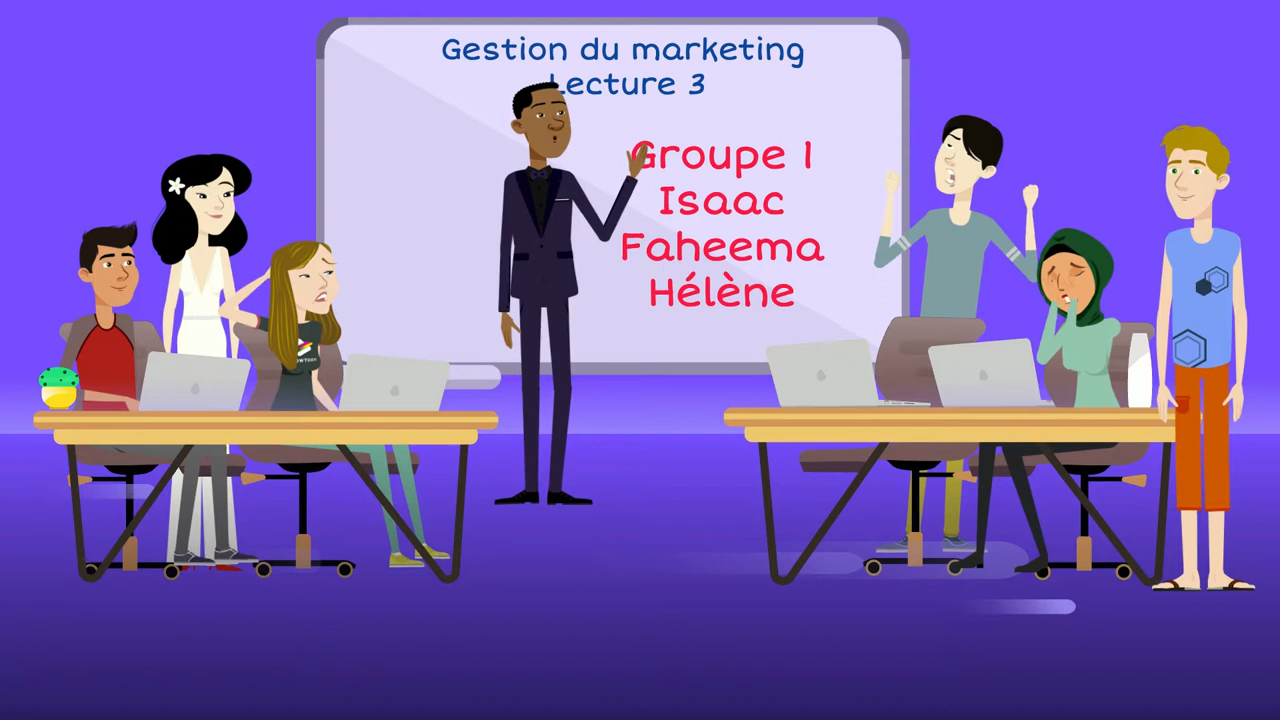 Gestion du marketing
Lecture 3
Groupe 1
Isaac
Faheema
Hélène